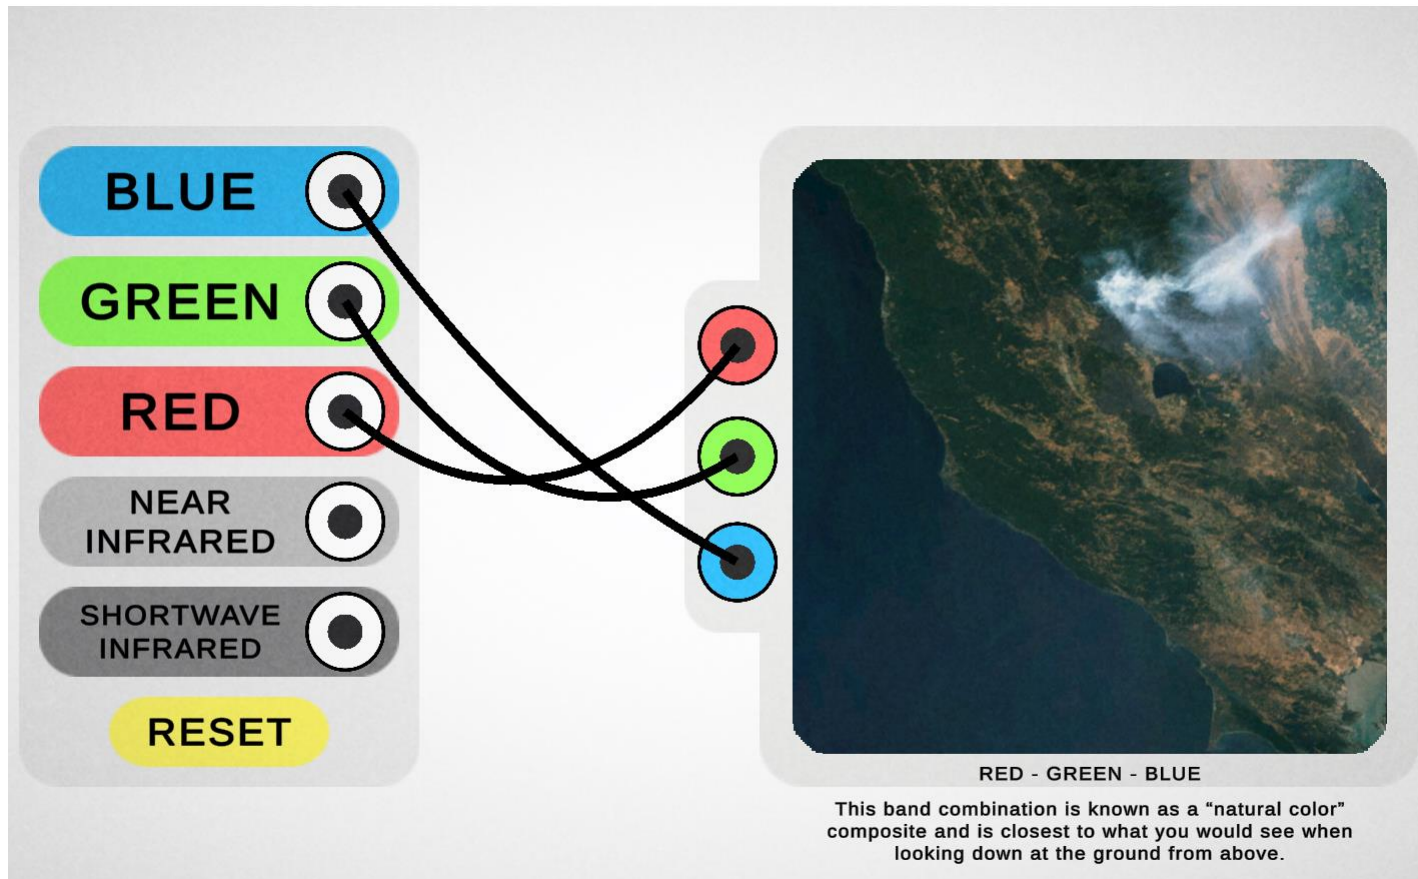 BLUE
GREEN
RED
NEAR
INFRARED
SHORTWAVE
INFRARED
RESET
RED - GREEN - BLUE
This band combination is known as a “natural color”
composite and is closest to what you would see when
looking down at the ground from above.